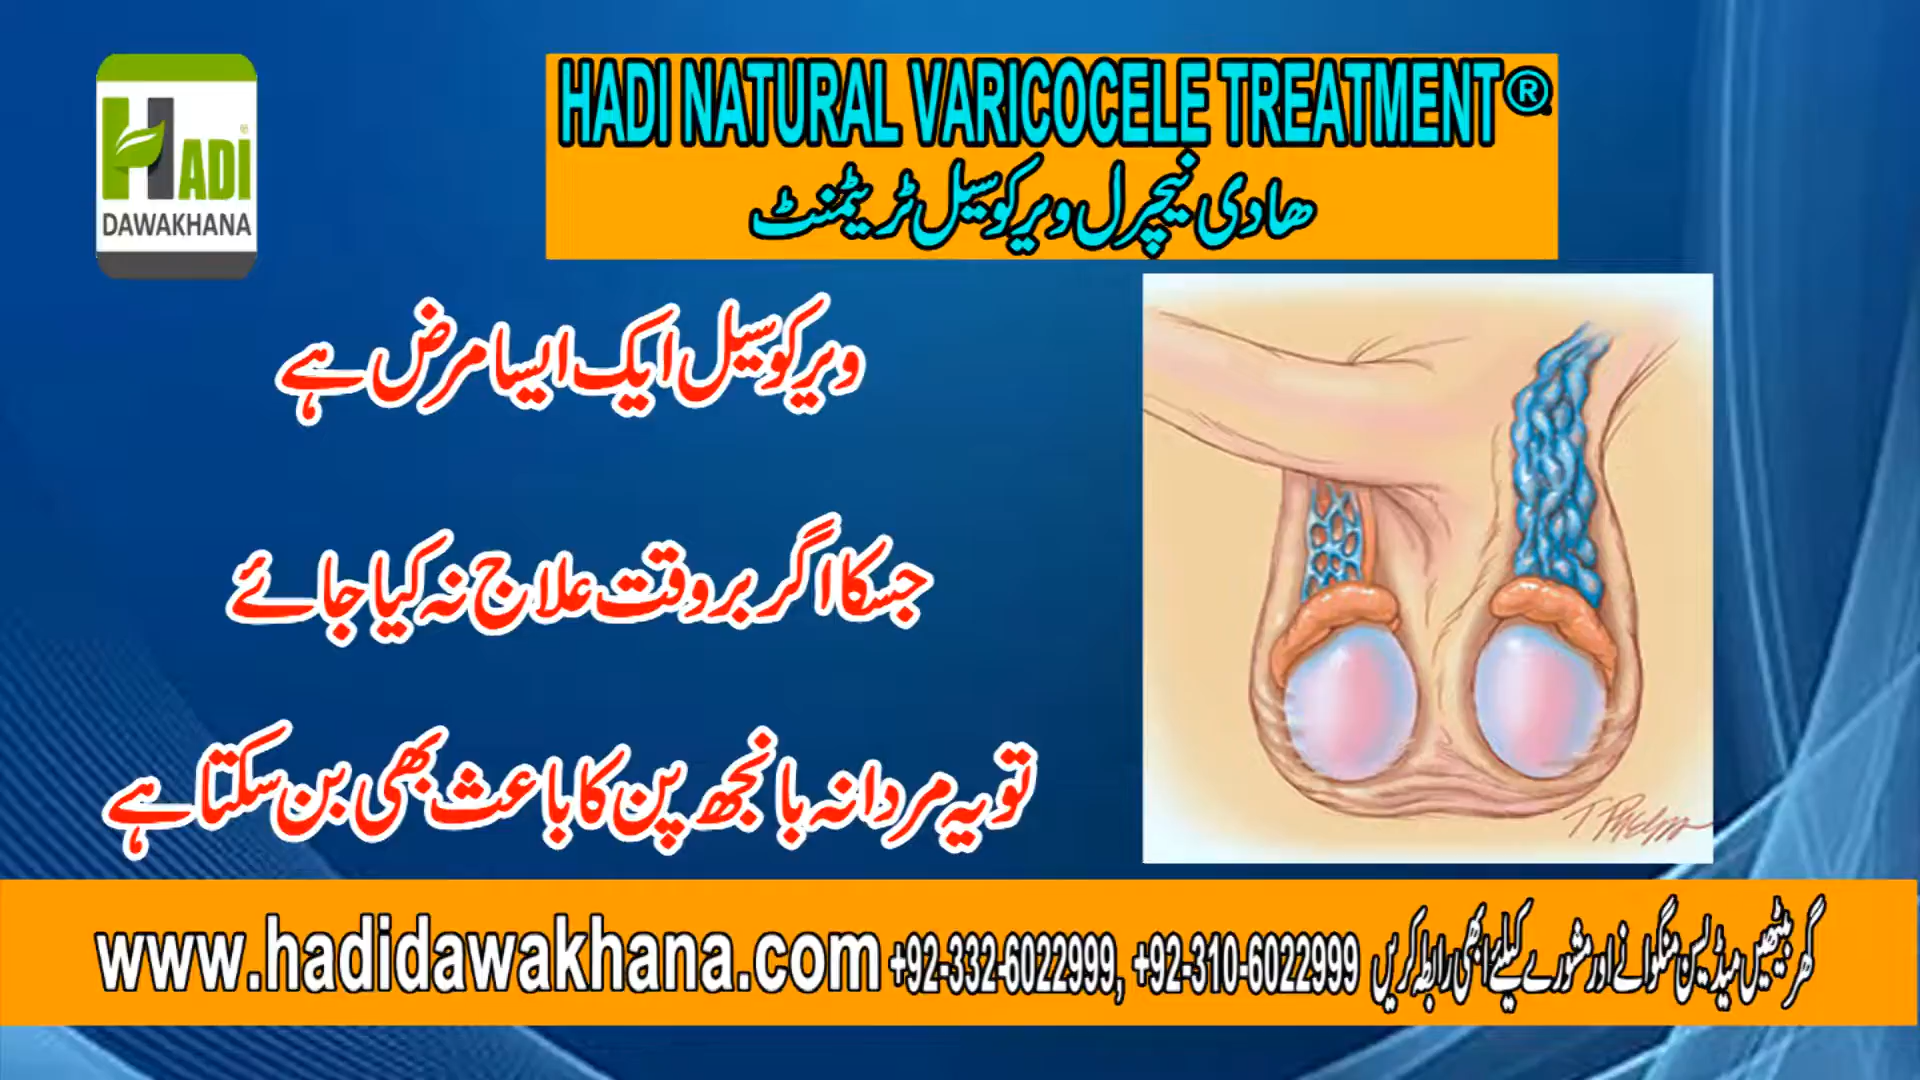 HADI
DAWAKHANA
HADI NATURAL VARICOCELE TREATMENT®
ھادی نیچرل ویرکوسیل ٹریٹمنٹ
ویرکوسیل ایک ایسا مرض ہے
جسکا اگر بروقت علاج نہ کیا جائے
تو یہ مردانہ بانجھ پن کا باعث بھی بن سکتا ہے
www.hadidawakhana.com +92-332-6022999, +92-310-6022999 گھر بیٹھیں میڈیسن منگوانے اور مشورے کیلئے ابھی رابطہ کریں